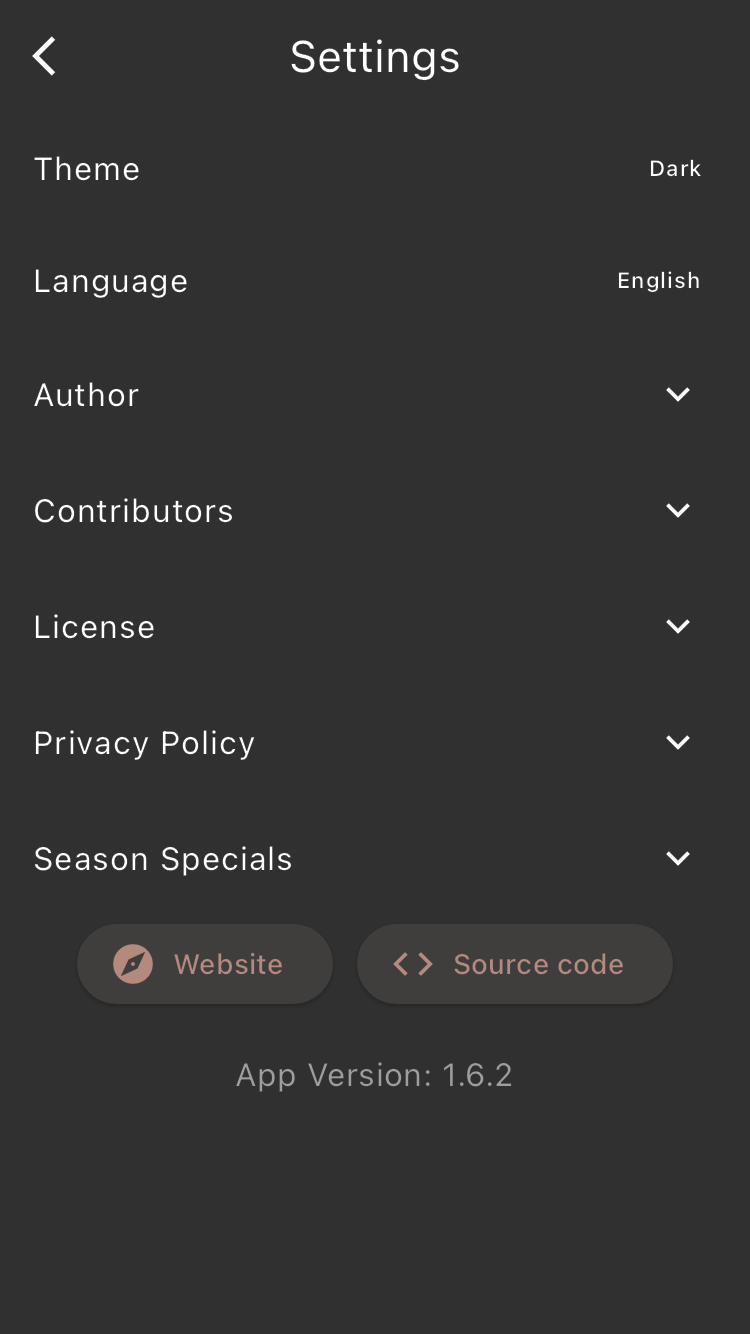 Settings
Theme Dark
Language English
Author
Contributors
License
Privacy Policy
Season Specials
Website Source code
App Version: 1.6.2